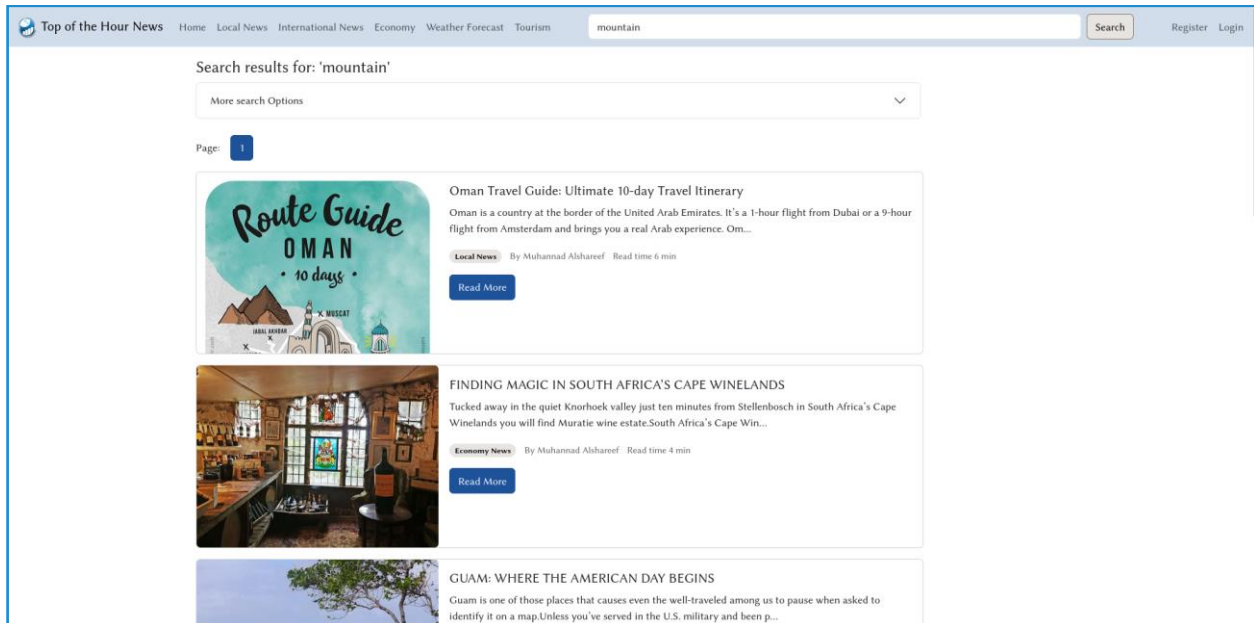 Top of the Hour News Home Local News International News Economy Weather Forecast Tourism mountain Search Register Login
Search results for: 'mountain'
More search Options
Page: 1
Route Guide
OMAN
• 10 days •
X MUSCAT
JABAL AKHDAR
X
X
Oman Travel Guide: Ultimate 10-day Travel Itinerary
Oman is a country at the border of the United Arab Emirates. It's a 1-hour flight from Dubai or a 9-hour
flight from Amsterdam and brings you a real Arab experience. Om...
Local News By Muhannad Alshareef Read time 6 min
Read More
FINDING MAGIC IN SOUTH AFRICA'S CAPE WINELANDS
Tucked away in the quiet Knorhoek valley just ten minutes from Stellenbosch in South Africa's Cape
Winelands you will find Muratie wine estate.South Africa's Cape Win...
Economy News By Muhannad Alshareef Read time 4 min
Read More
GUAM: WHERE THE AMERICAN DAY BEGINS
Guam is one of those places that causes even the well-traveled among us to pause when asked to
identify it on a map.Unless you've served in the U.S. military and been p...